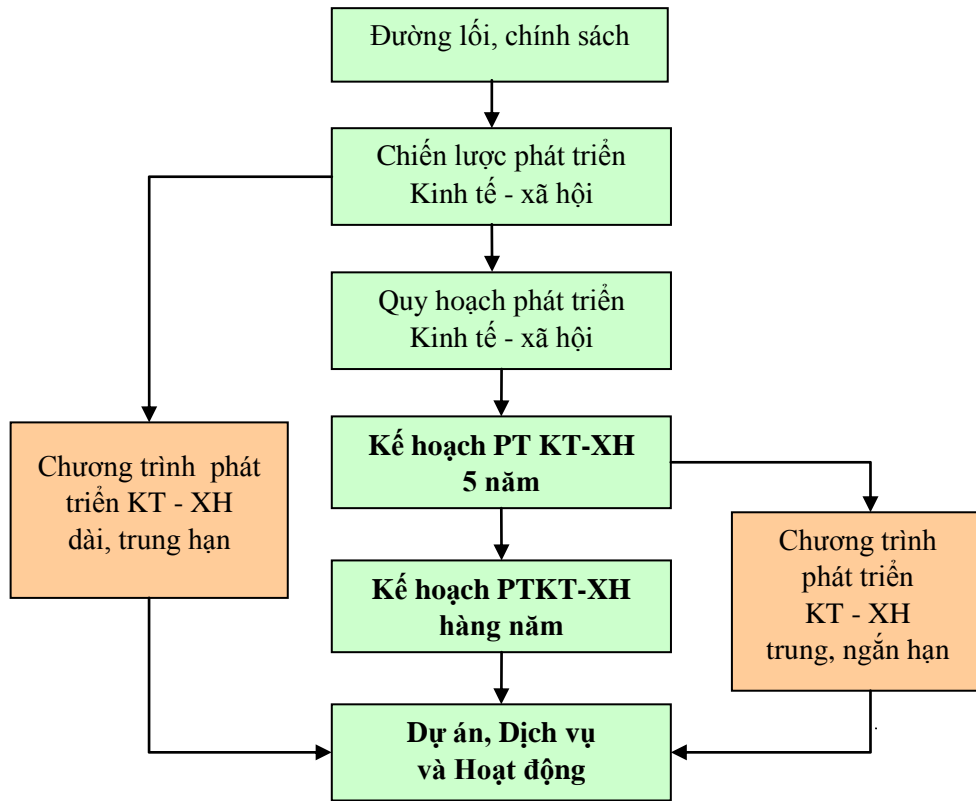 Đường lối, chính sách
Chiến lược phát triển
Kinh tế - xã hội
Quy hoạch phát triển
Kinh tế - xã hội
Kế hoạch PT KT-XH
5 năm
Chương trình phát
triển KT - XH
dài, trung hạn
Chương trình
phát triển
KT - XH
trung, ngắn hạn
Kế hoạch PTKT-XH
hàng năm
Dự án, Dịch vụ
và Hoạt động